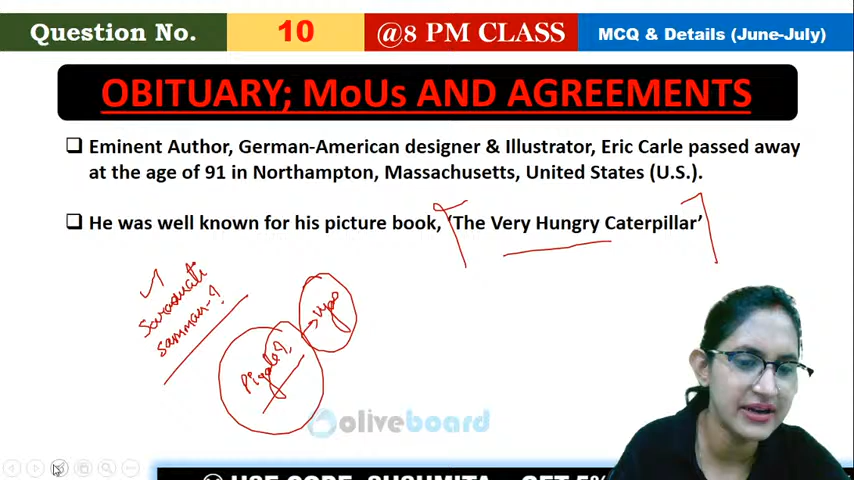 Question No.
10
@8 PM CLASS
MCQ & Details (June-July)
OBITUARY; MoUs AND AGREEMENTS
❑ Eminent Author, German-American designer & Illustrator, Eric Carle passed away
at the age of 91 in Northampton, Massachusetts, United States (U.S.).
❑ He was well known for his picture book, ‘The Very Hungry Caterpillar’
samman-?
oliveboard